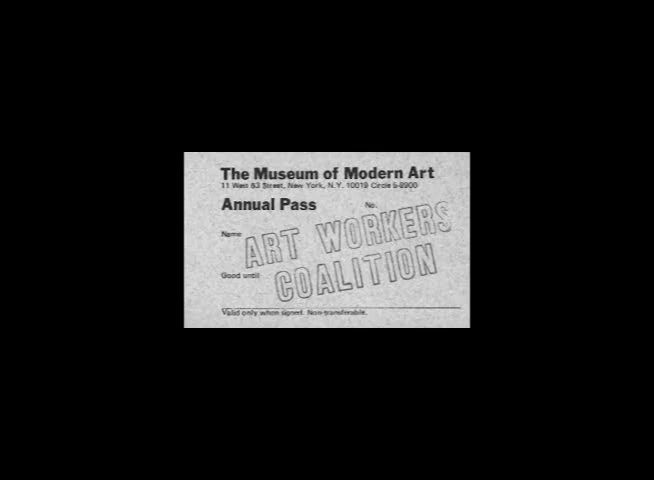 The Museum of Modern Art
11 West 53 Street, New York, N.Y. 10019 Circle 5-8900
Annual Pass
No.
Name
ART WORKERS
Good until
COALITION
Valid only when signed. Non-transferable.